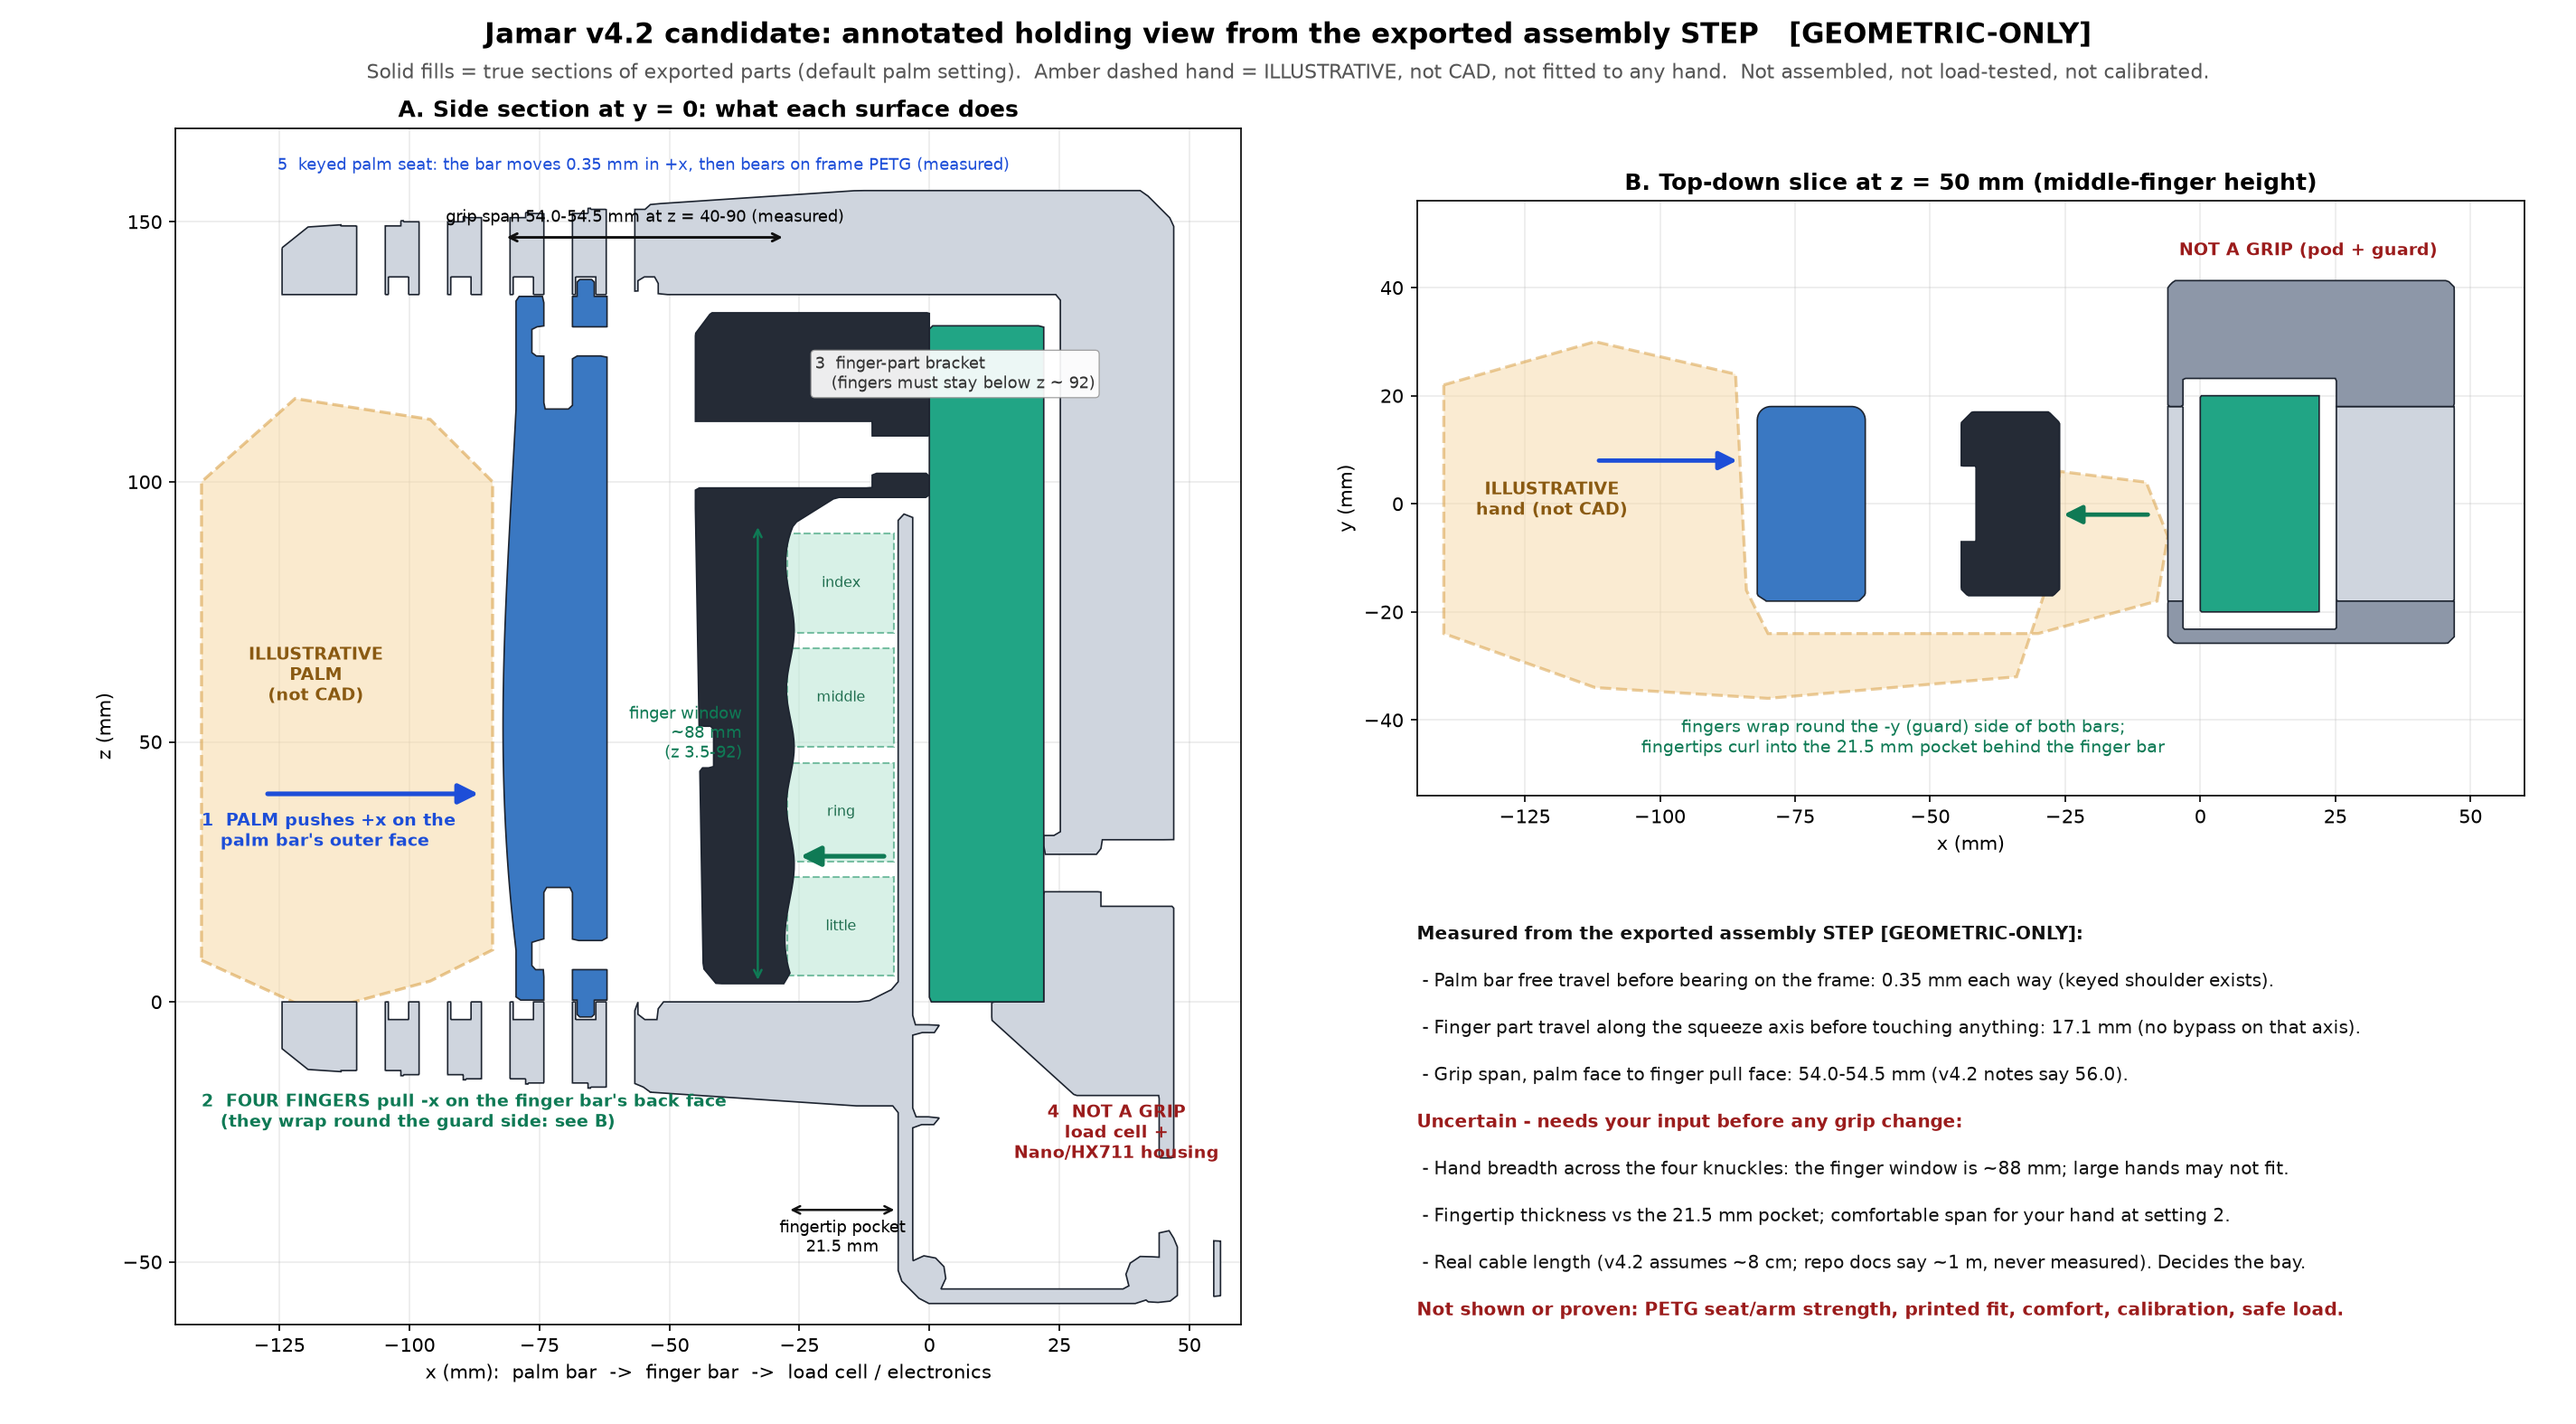 Jamar v4.2 candidate: annotated holding view from the exported assembly STEP   [GEOMETRIC-ONLY]
Solid fills = true sections of exported parts (default palm setting).  Amber dashed hand = ILLUSTRATIVE, not CAD, not fitted to any hand.  Not assembled, not load-tested, not calibrated.
A. Side section at y = 0: what each surface does
5  keyed palm seat: the bar moves 0.35 mm in +x, then bears on frame PETG (measured)
grip span 54.0-54.5 mm at z = 40-90 (measured)
3  finger-part bracket
(fingers must stay below z ~ 92)
index
middle
ring
little
finger window
~88 mm
(z 3.5-92)
ILLUSTRATIVE
PALM
(not CAD)
1  PALM pushes +x on the
palm bar's outer face
2  FOUR FINGERS pull -x on the finger bar's back face
(they wrap round the guard side: see B)
4  NOT A GRIP
load cell +
Nano/HX711 housing
fingertip pocket
21.5 mm
150
100
50
0
−50
z (mm)
−125
−100
−75
−50
−25
0
25
50
x (mm):  palm bar  ->  finger bar  ->  load cell / electronics
B. Top-down slice at z = 50 mm (middle-finger height)
NOT A GRIP (pod + guard)
ILLUSTRATIVE
hand (not CAD)
fingers wrap round the -y (guard) side of both bars;
fingertips curl into the 21.5 mm pocket behind the finger bar
40
20
0
−20
−40
y (mm)
−125
−100
−75
−50
−25
0
25
50
x (mm)
Measured from the exported assembly STEP [GEOMETRIC-ONLY]:
- Palm bar free travel before bearing on the frame: 0.35 mm each way (keyed shoulder exists).
- Finger part travel along the squeeze axis before touching anything: 17.1 mm (no bypass on that axis).
- Grip span, palm face to finger pull face: 54.0-54.5 mm (v4.2 notes say 56.0).
Uncertain - needs your input before any grip change:
- Hand breadth across the four knuckles: the finger window is ~88 mm; large hands may not fit.
- Fingertip thickness vs the 21.5 mm pocket; comfortable span for your hand at setting 2.
- Real cable length (v4.2 assumes ~8 cm; repo docs say ~1 m, never measured). Decides the bay.
Not shown or proven: PETG seat/arm strength, printed fit, comfort, calibration, safe load.